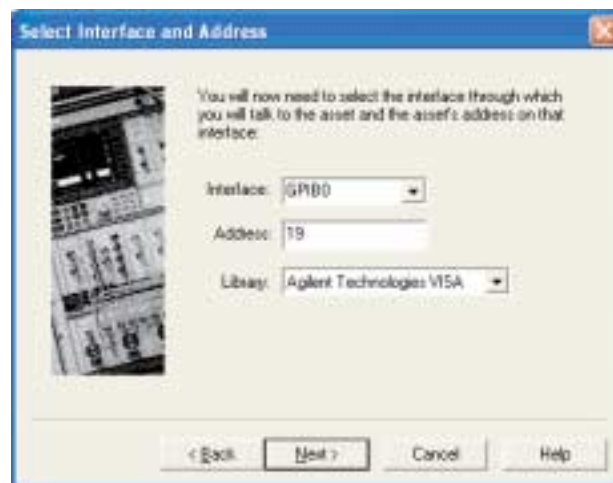 Select Interface and Address
You will now need to select the interface through which
you will talk to the asset and the asset's address on that
interface:
Interface: GPIB0
Address: 19
Library: Agilent Technologies VISA
< Back Next > Cancel Help